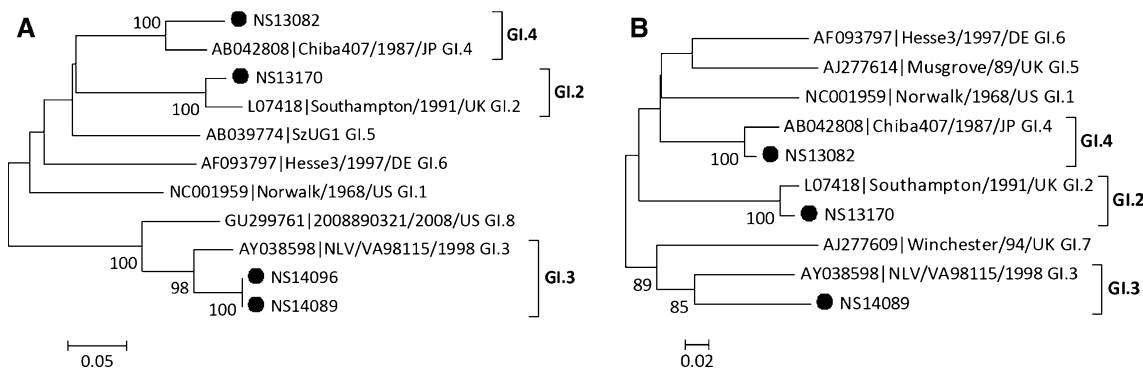 A
100
NS13082
AB042808|Chiba407/1987/JP GI.4
GI.4
NS13170
100
L07418|Southampton/1991/UK GI.2
GI.2
AB039774|SzUG1 GI.5
AF093797|Hesse3/1997/DE GI.6
NC001959|Norwalk/1968/US GI.1
GU299761|2008890321/2008/US GI.8
100
AY038598|NLV/VA98115/1998 GI.3
98
NS14096
100
NS14089
GI.3
0.05
B
AF093797|Hesse3/1997/DE GI.6
AJ277614|Musgrove/89/UK GI.5
NC001959|Norwalk/1968/US GI.1
AB042808|Chiba407/1987/JP GI.4
100
NS13082
GI.4
L07418|Southampton/1991/UK GI.2
100
NS13170
GI.2
AJ277609|Winchester/94/UK GI.7
89
AY038598|NLV/VA98115/1998 GI.3
85
NS14089
GI.3
0.02